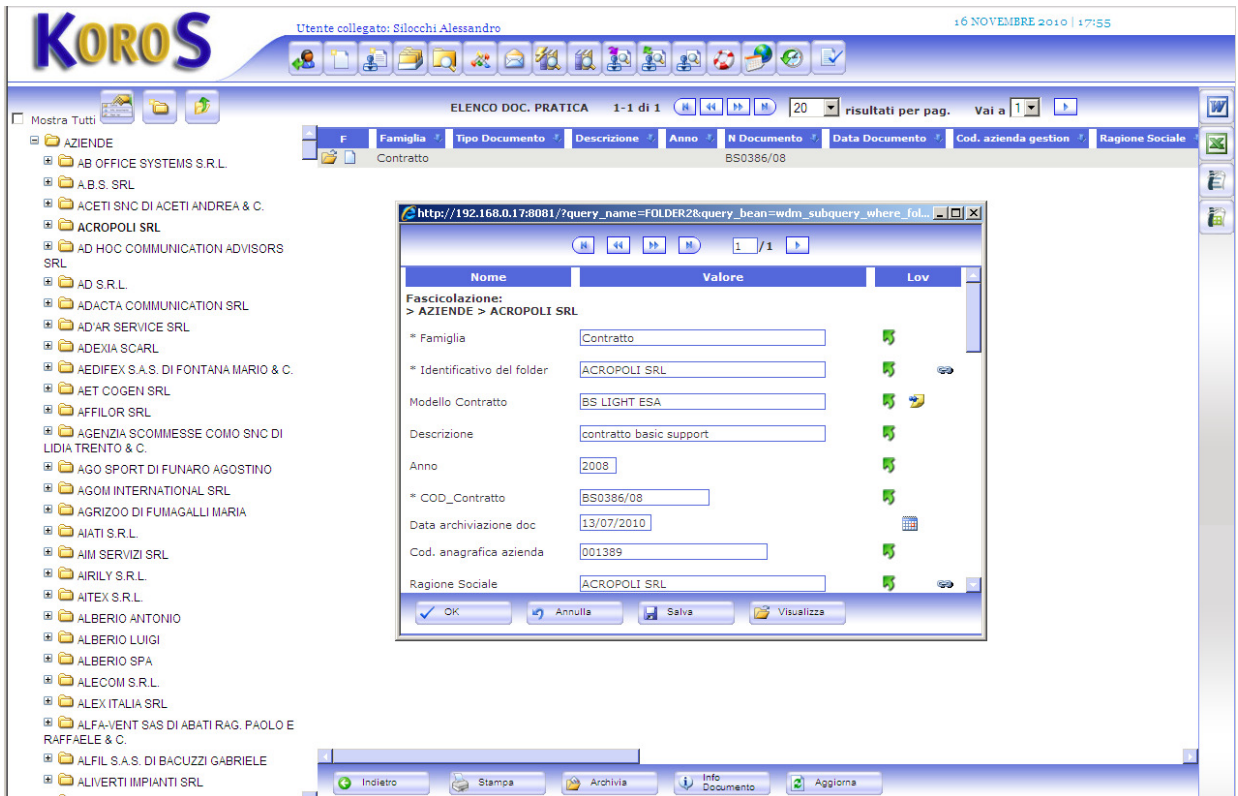 KOROS
Utente collegato: Silocchi Alessandro
16 NOVEMBRE 2010 | 17:55
Mostra Tutti
ELENCO DOC. PRATICA 1-1 di 1 20 risultati per pag. Vai a 1
F Famiglia Tipo Documento Descrizione Anno N Documento Data Documento Cod. azienda gestion Ragione Sociale
Contratto BS0386/08
AZIENDE
AB OFFICE SYSTEMS S.R.L.
A.B.S. SRL
ACETI SNC DI ACETI ANDREA & C.
ACROPOLI SRL
AD HOC COMMUNICATION ADVISORS
SRL
AD S.R.L.
ADACTA COMMUNICATION SRL
AD'AR SERVICE SRL
ADEXIA SCARL
AEDIFEX S.A.S. DI FONTANA MARIO & C.
AET COGEN SRL
AFFILOR SRL
AGENZIA SCOMMESSE COMO SNC DI
LIDIA TRENTO & C.
AGO SPORT DI FUNARO AGOSTINO
AGOM INTERNATIONAL SRL
AGRIZOO DI FUMAGALLI MARIA
AIATI S.R.L.
AIM SERVIZI SRL
AIRILY S.R.L.
AITEX S.R.L.
ALBERIO ANTONIO
ALBERIO LUIGI
ALBERIO SPA
ALECOM S.R.L.
ALEX ITALIA SRL
ALFA-VENT SAS DI ABATI RAG. PAOLO E
RAFFAELE & C.
ALFIL S.A.S. DI BACUZZI GABRIELE
ALIVERTI IMPIANTI SRL
http://192.168.0.17:8081/?query_name=FOLDER2&query_bean=wdm_subquery_where_fol...
1 /1
Nome Valore Lov
Fascicolazione:
> AZIENDE > ACROPOLI SRL
* Famiglia Contratto
* Identificativo del folder ACROPOLI SRL
Modello Contratto BS LIGHT ESA
Descrizione contratto basic support
Anno 2008
* COD_Contratto BS0386/08
Data archiviazione doc 13/07/2010
Cod. anagrafica azienda 001389
Ragione Sociale ACROPOLI SRL
OK Annulla Salva Visualizza
Indietro Stampa Archivia Info Documento Aggiorna